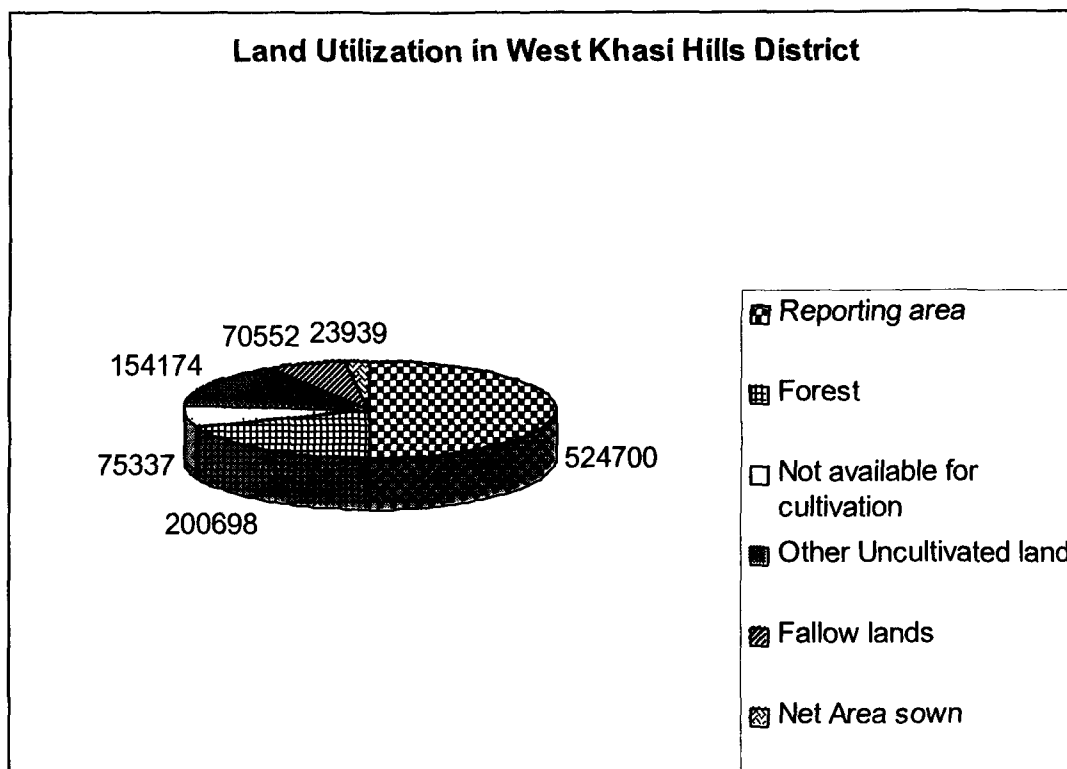 Land Utilization in West Khasi Hills District
70552 23939
154174
75337
200698
524700
Reporting area
Forest
Not available for
cultivation
Other Uncultivated land
Fallow lands
Net Area sown